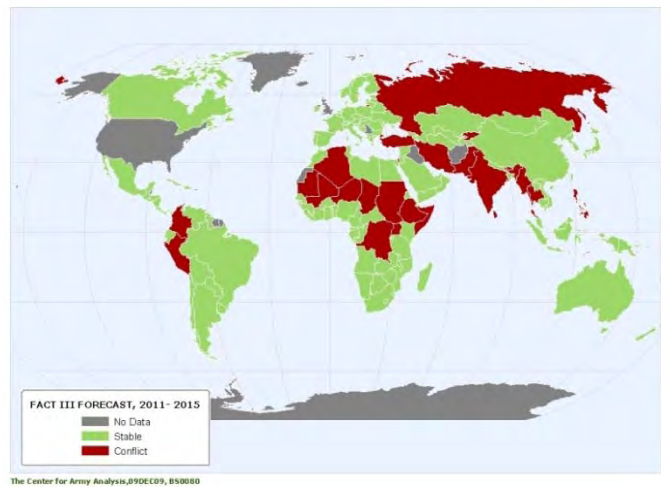 FACT III FORECAST, 2011- 2015
No Data
Stable
Conflict
The Center for Army Analysis,09DEC09, BS0080